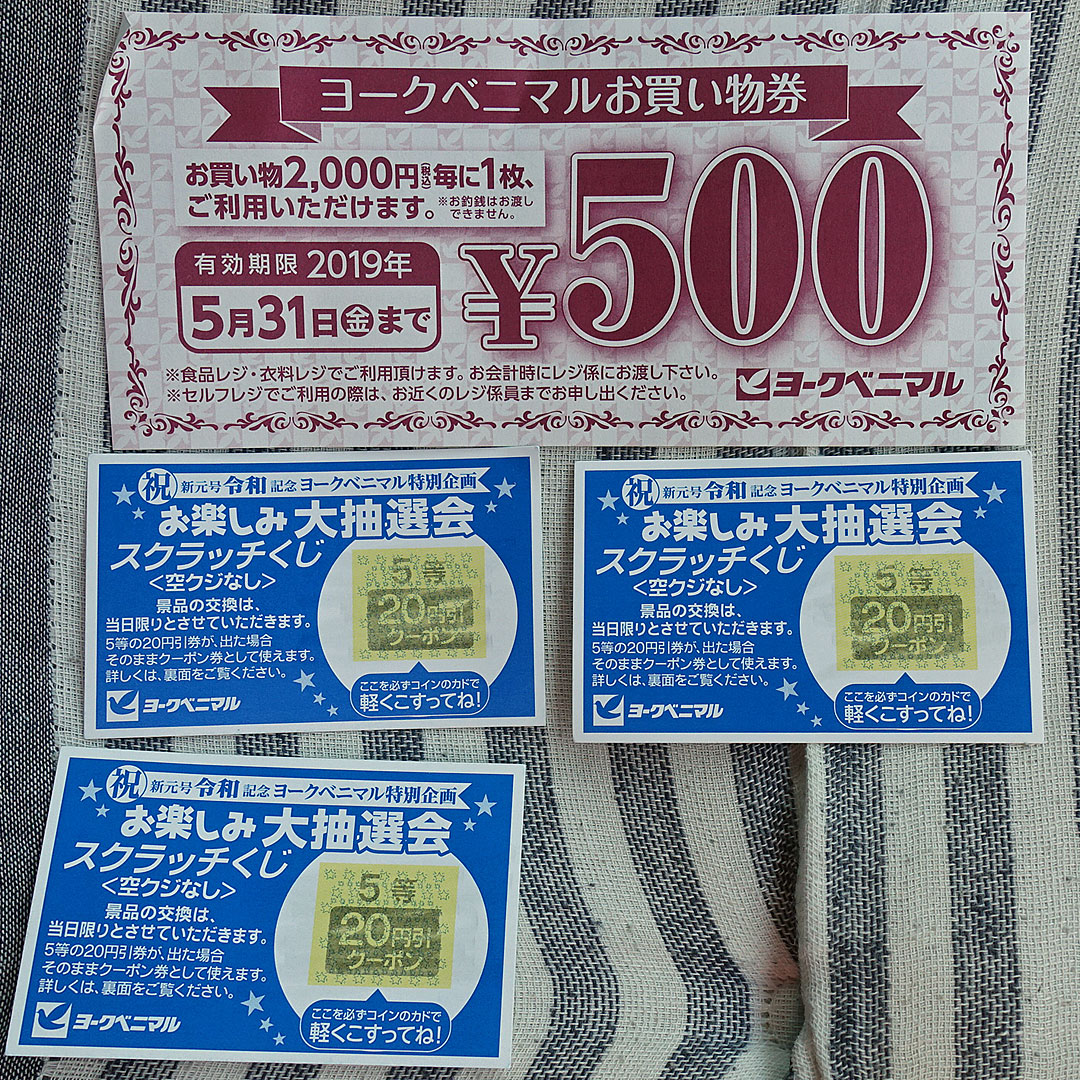 ヨークベニマルお買い物券
お買い物2,000円(税込)毎に1枚、
ご利用いただけます。
※お釣銭はお渡し
できません。
¥500
有効期限 2019年
5月31日㊎まで
※食品レジ・衣料レジでご利用頂けます。お会計時にレジ係にお渡し下さい。
※セルフレジでご利用の際は、お近くのレジ係員までお申し出ください。
ヨークベニマル
㊗ 新元号 令和 記念 ヨークベニマル特別企画
お楽しみ大抽選会
スクラッチくじ
<空クジなし>
景品の交換は、
当日限りとさせていただきます。
5等の20円引券が、出た場合
そのままクーポン券として使えます。
詳しくは、裏面をご覧ください。
ヨークベニマル
5等
20円引
クーポン
ここを必ずコインのカドで
軽くこすってね!
㊗ 新元号 令和 記念 ヨークベニマル特別企画
お楽しみ大抽選会
スクラッチくじ
<空クジなし>
景品の交換は、
当日限りとさせていただきます。
5等の20円引券が、出た場合
そのままクーポン券として使えます。
詳しくは、裏面をご覧ください。
ヨークベニマル
5等
20円引
クーポン
ここを必ずコインのカドで
軽くこすってね!
㊗ 新元号 令和 記念 ヨークベニマル特別企画
お楽しみ大抽選会
スクラッチくじ
<空クジなし>
景品の交換は、
当日限りとさせていただきます。
5等の20円引券が、出た場合
そのままクーポン券として使えます。
詳しくは、裏面をご覧ください。
ヨークベニマル
5等
20円引
クーポン
ここを必ずコインのカドで
軽くこすってね!